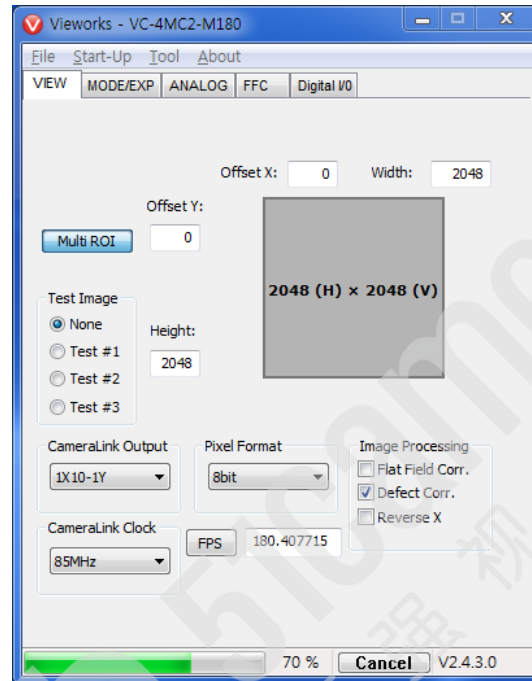 Vieworks - VC-4MC2-M180
File Start-Up Tool About
VIEW MODE/EXP ANALOG FFC Digital I/O
Offset X: 0 Width: 2048
Offset Y:
Multi ROI 0
2048 (H) × 2048 (V)
Test Image
None
Height:
Test #1
2048
Test #2
Test #3
CameraLink Output Pixel Format Image Processing
1X10-1Y 8bit Flat Field Corr.
Defect Corr.
Reverse X
CameraLink Clock
FPS 180.407715
85MHz
70 % Cancel V2.4.3.0